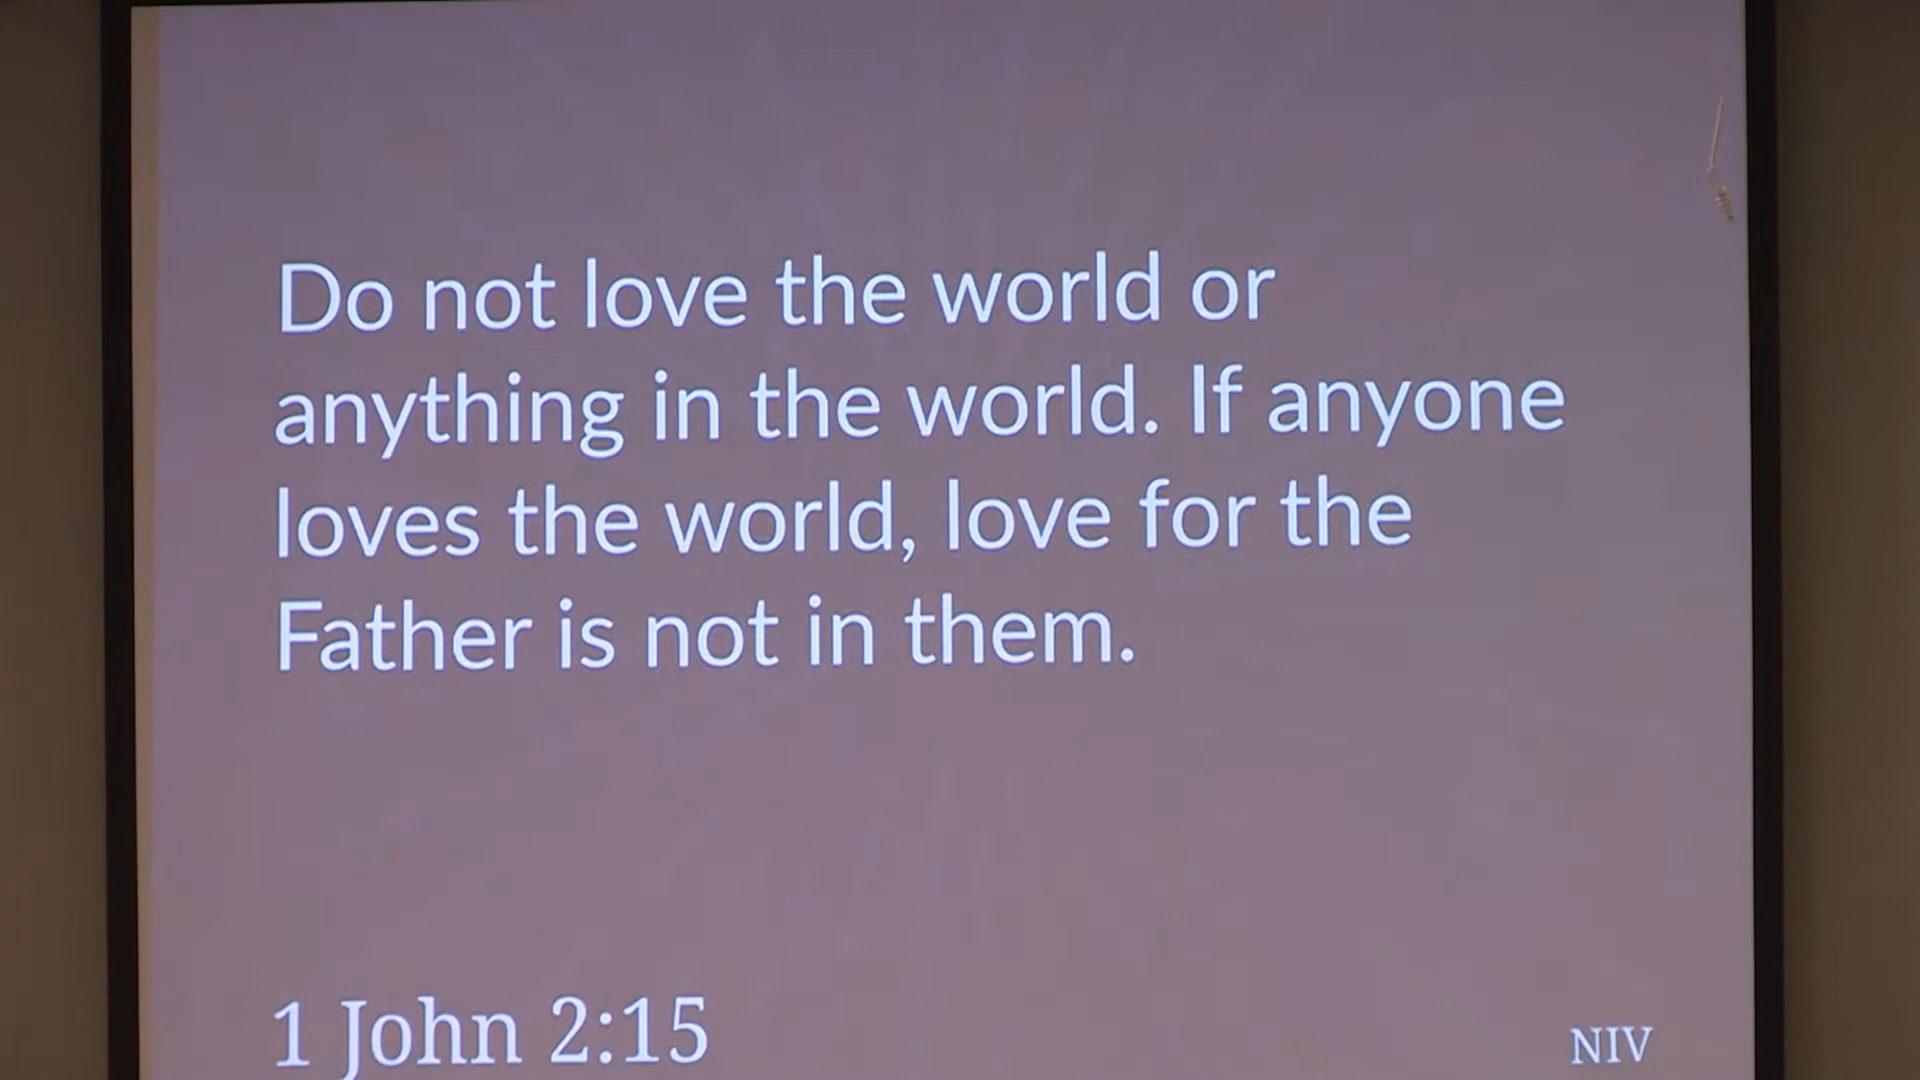 Do not love the world or
anything in the world. If anyone
loves the world, love for the
Father is not in them.
1 John 2:15
NIV